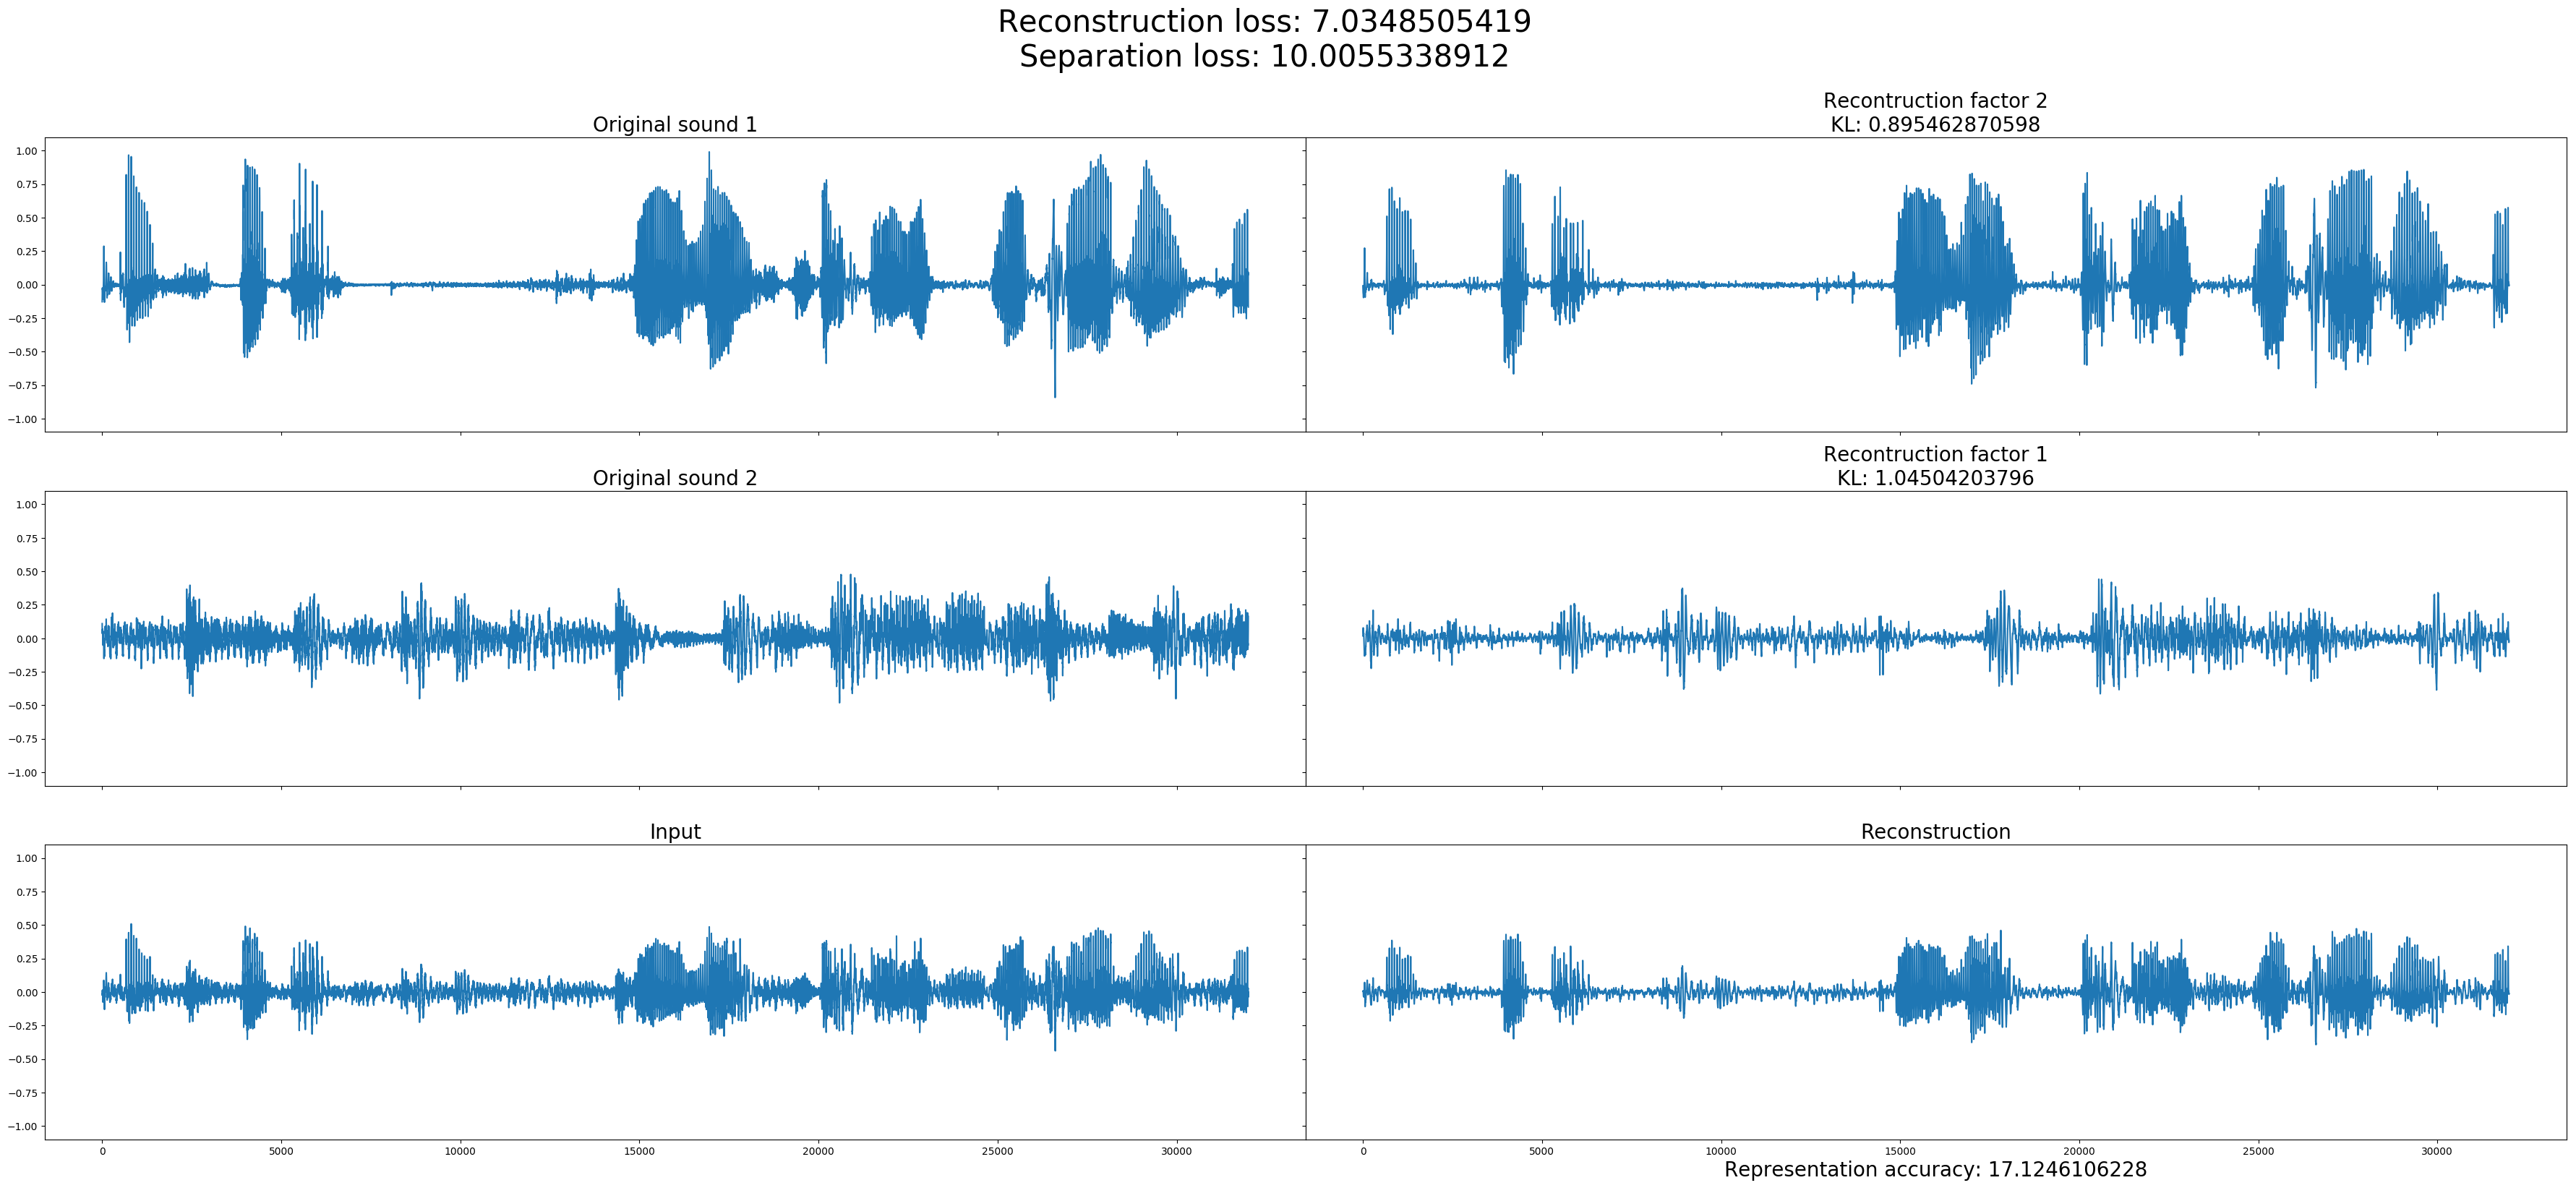 Reconstruction loss: 7.0348505419
Separation loss: 10.0055338912
Original sound 1
1.00
0.75
0.50
0.25
0.00
−0.25
−0.50
−0.75
−1.00
Recontruction factor 2
KL: 0.895462870598
Original sound 2
1.00
0.75
0.50
0.25
0.00
−0.25
−0.50
−0.75
−1.00
Recontruction factor 1
KL: 1.04504203796
Input
1.00
0.75
0.50
0.25
0.00
−0.25
−0.50
−0.75
−1.00
0 5000 10000 15000 20000 25000 30000
Reconstruction
0 5000 10000 15000 20000 25000 30000
Representation accuracy: 17.1246106228